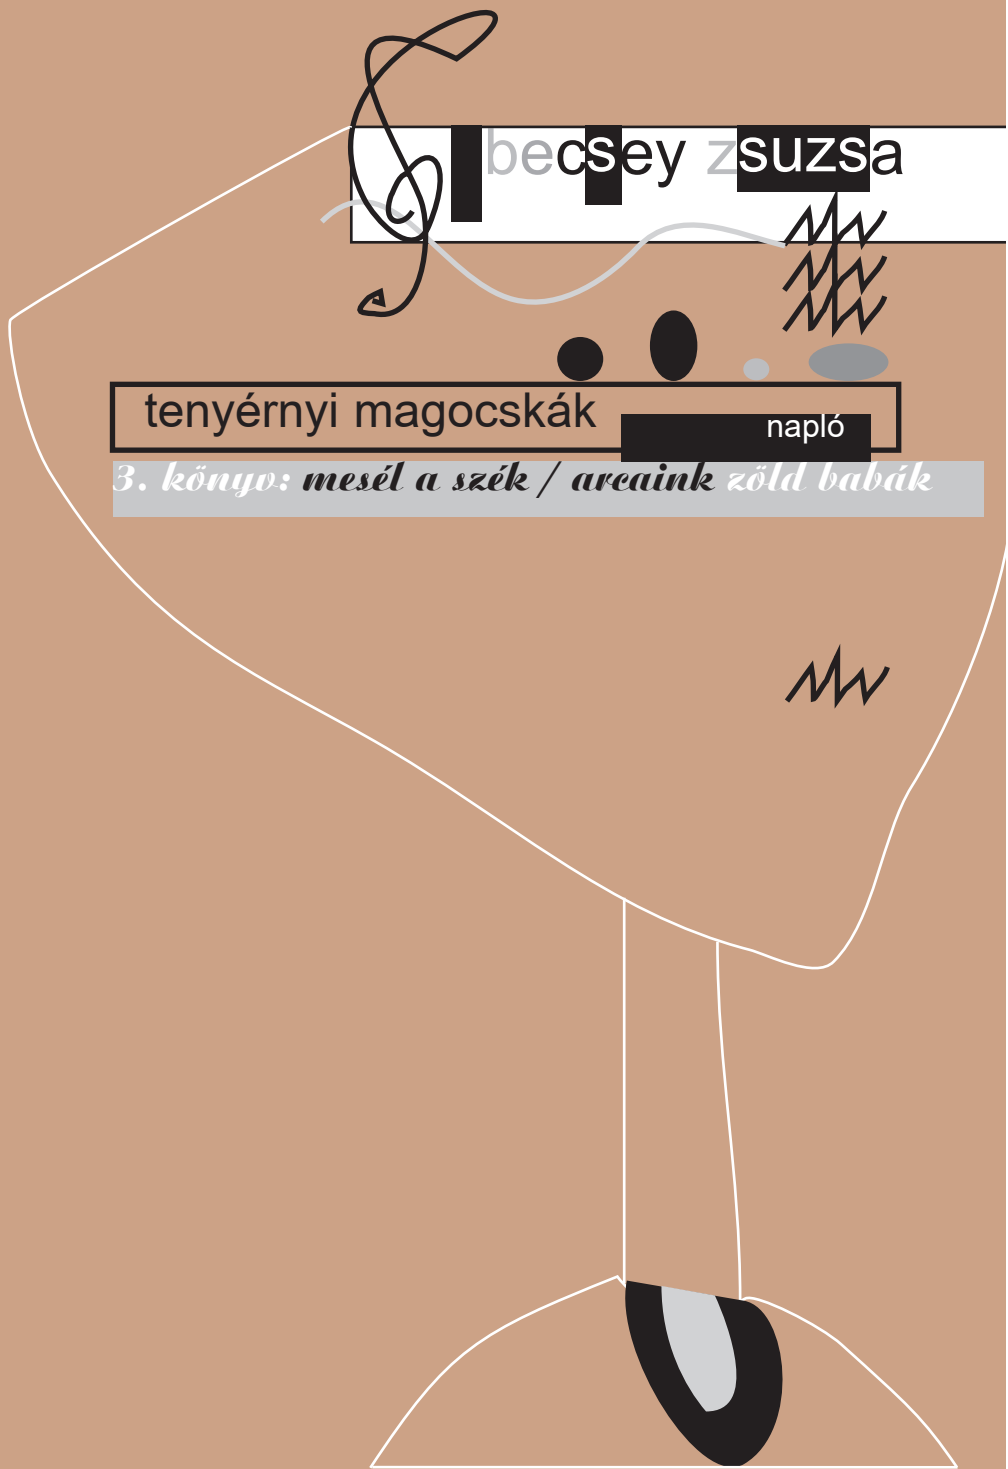 becsey zsuzsa
tenyérnyi magocskák
napló
3. könyv: mesél a szék / arcaink zöld babák